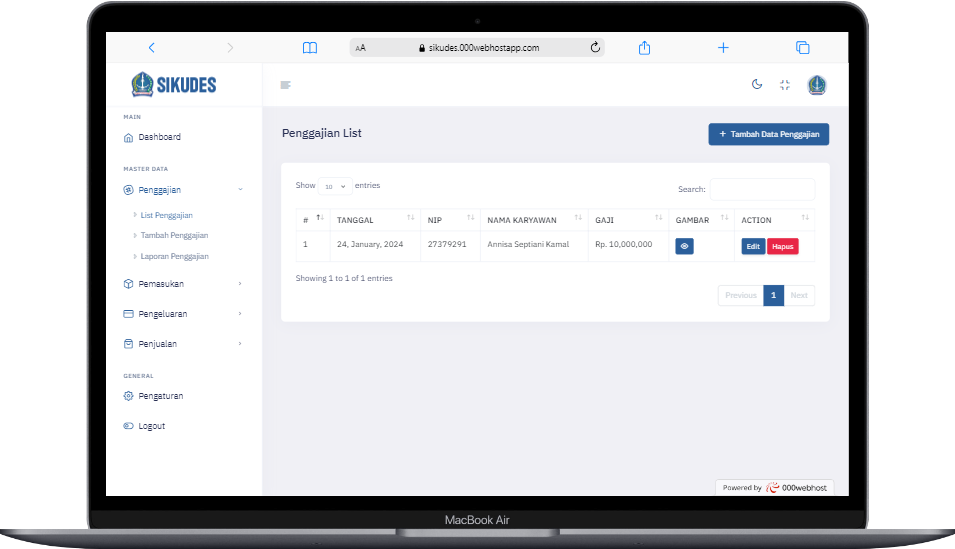 AA sikudes.000webhostapp.com
SIKUDES
MAIN
Dashboard
MASTER DATA
Penggajian
List Penggajian
Tambah Penggajian
Laporan Penggajian
Pemasukan
Pengeluaran
Penjualan
GENERAL
Pengaturan
Logout
Penggajian List
+ Tambah Data Penggajian
Show 10 entries
Search:
# TANGGAL NIP NAMA KARYAWAN GAJI GAMBAR ACTION
1 24, January, 2024 27379291 Annisa Septiani Kamal Rp. 10,000,000 Edit Hapus
Showing 1 to 1 of 1 entries
Previous 1 Next
Powered by 000webhost
MacBook Air